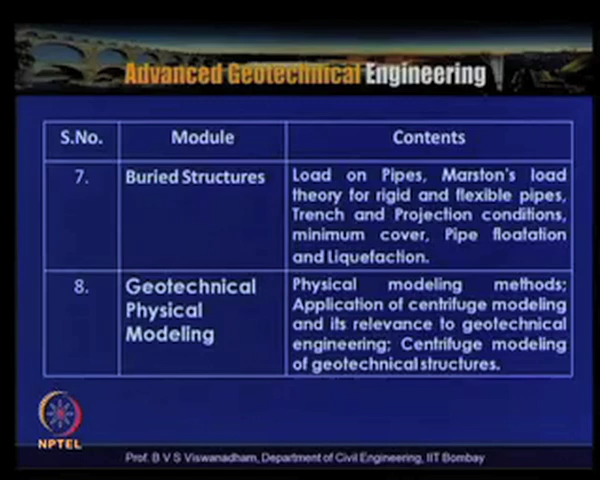 Advanced Geotechnical Engineering
S.No. Module Contents
7. Buried Structures Load on Pipes, Marston's load
theory for rigid and flexible pipes,
Trench and Projection conditions,
minimum cover, Pipe floatation
and Liquefaction.
8. Geotechnical Physical modeling methods;
Physical Application of centrifuge modeling
Modeling and its relevance to geotechnical
engineering; Centrifuge modeling
of geotechnical structures.
NPTEL
Prof. B V S Viswanadham, Department of Civil Engineering, IIT Bombay